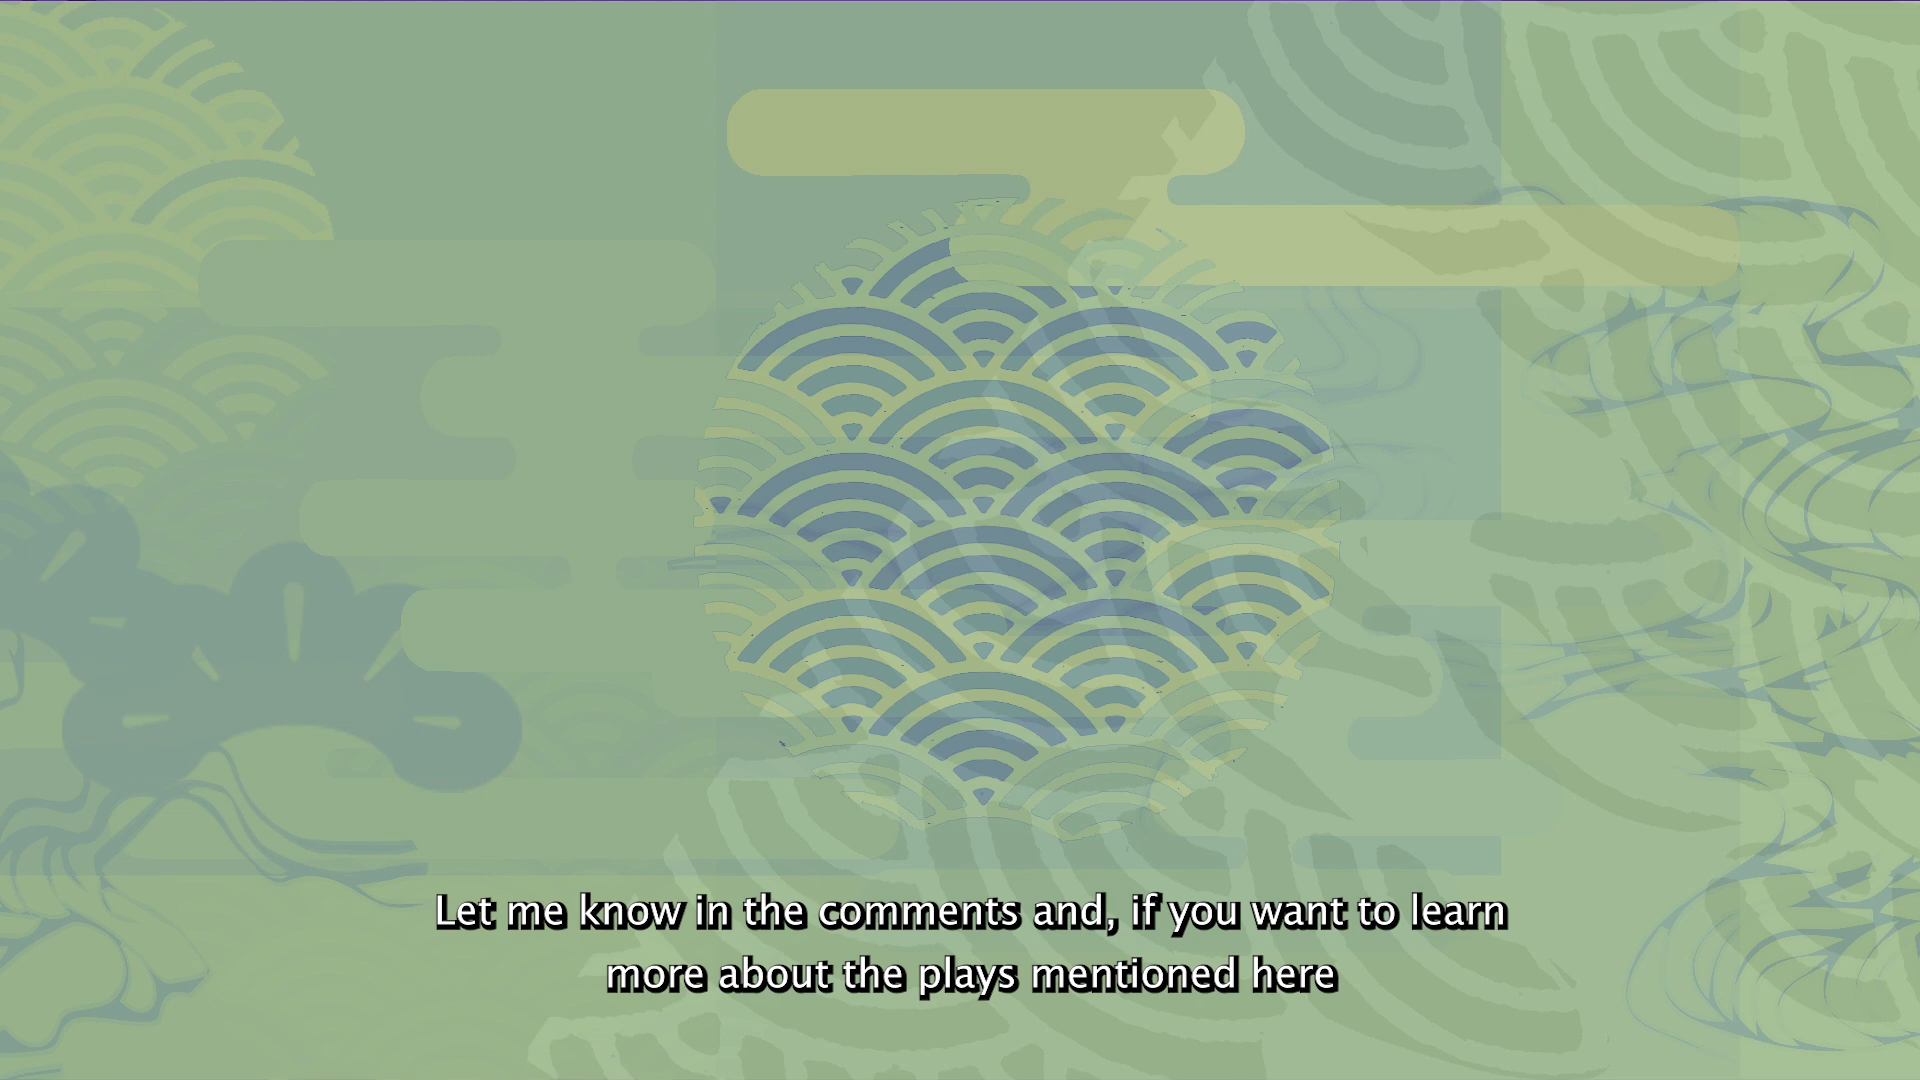 Let me know in the comments and, if you want to learn
more about the plays mentioned here